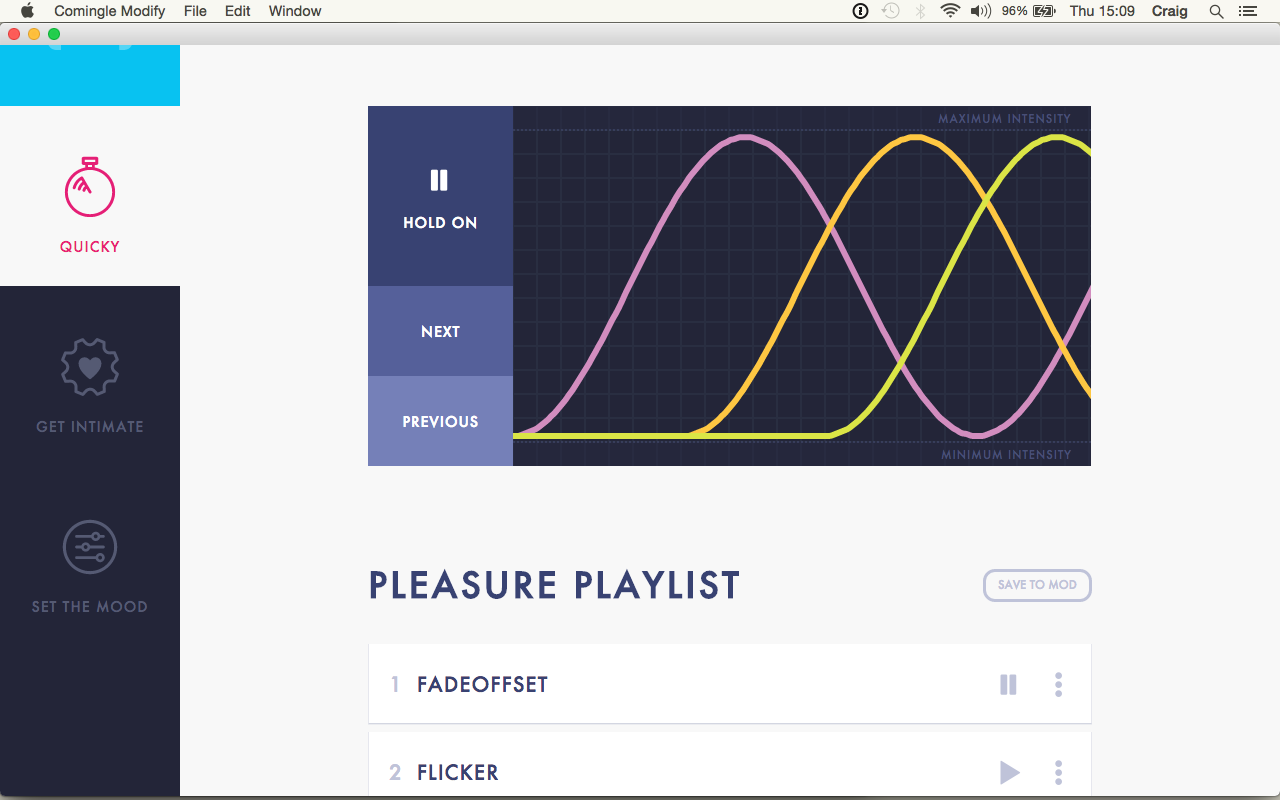 Comingle Modify File Edit Window 96% Thu 15:09 Craig
QUICKY
GET INTIMATE
SET THE MOOD
MAXIMUM INTENSITY
HOLD ON
NEXT
PREVIOUS
MINIMUM INTENSITY
PLEASURE PLAYLIST
SAVE TO MOD
1 FADEOFFSET
2 FLICKER